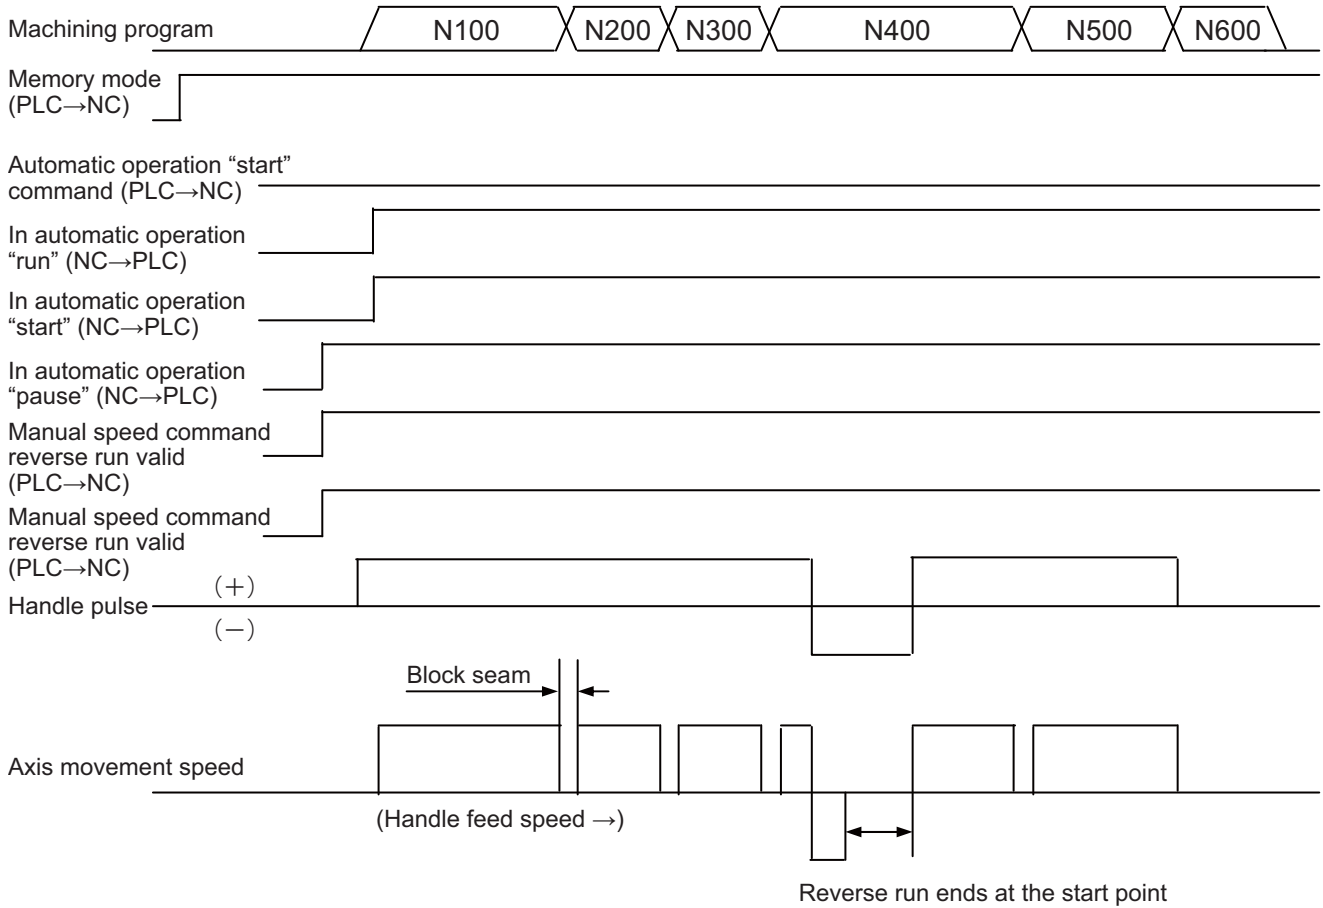 Machining program
N100 N200 N300 N400 N500 N600
Memory mode
(PLC→NC)
Automatic operation “start”
command (PLC→NC)
In automatic operation
“run” (NC→PLC)
In automatic operation
“start” (NC→PLC)
In automatic operation
“pause” (NC→PLC)
Manual speed command
reverse run valid
(PLC→NC)
Manual speed command
reverse run valid
(PLC→NC)
(+)
Handle pulse
(−)
Block seam
Axis movement speed
(Handle feed speed →)
Reverse run ends at the start point